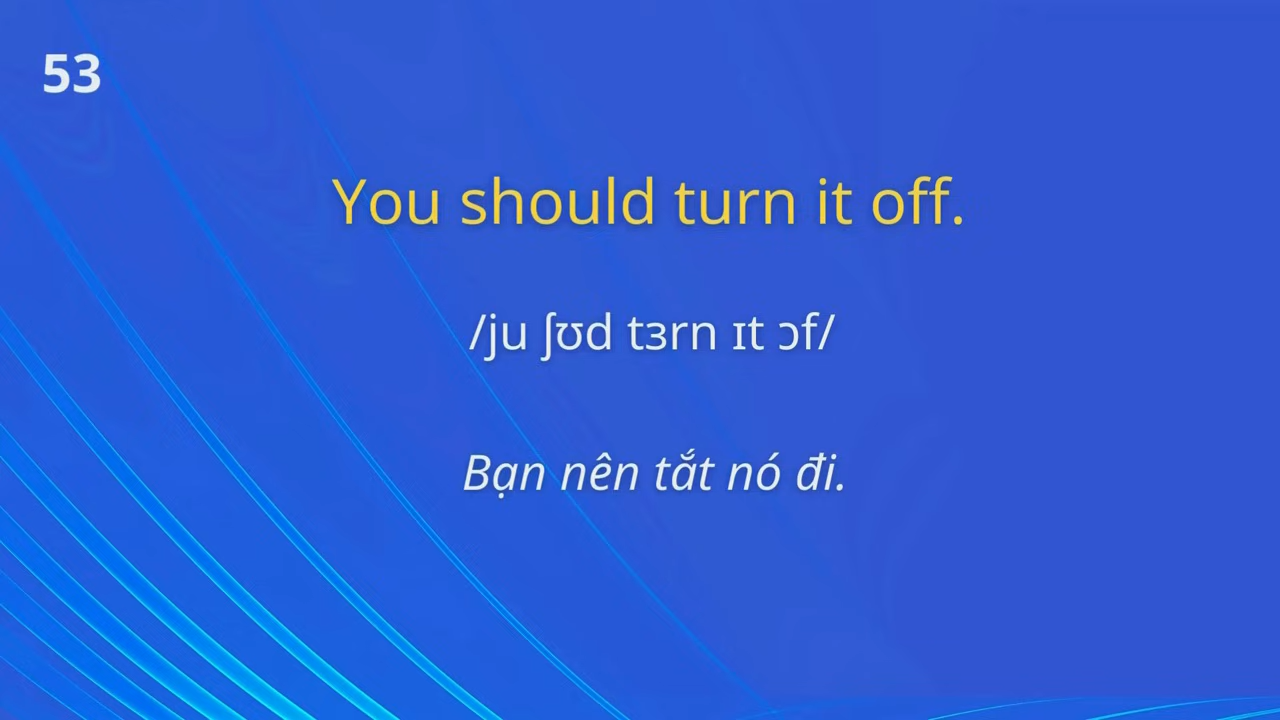 53
You should turn it off.
/ju ʃʊd tɜrn ɪt ɔf/
Bạn nên tắt nó đi.